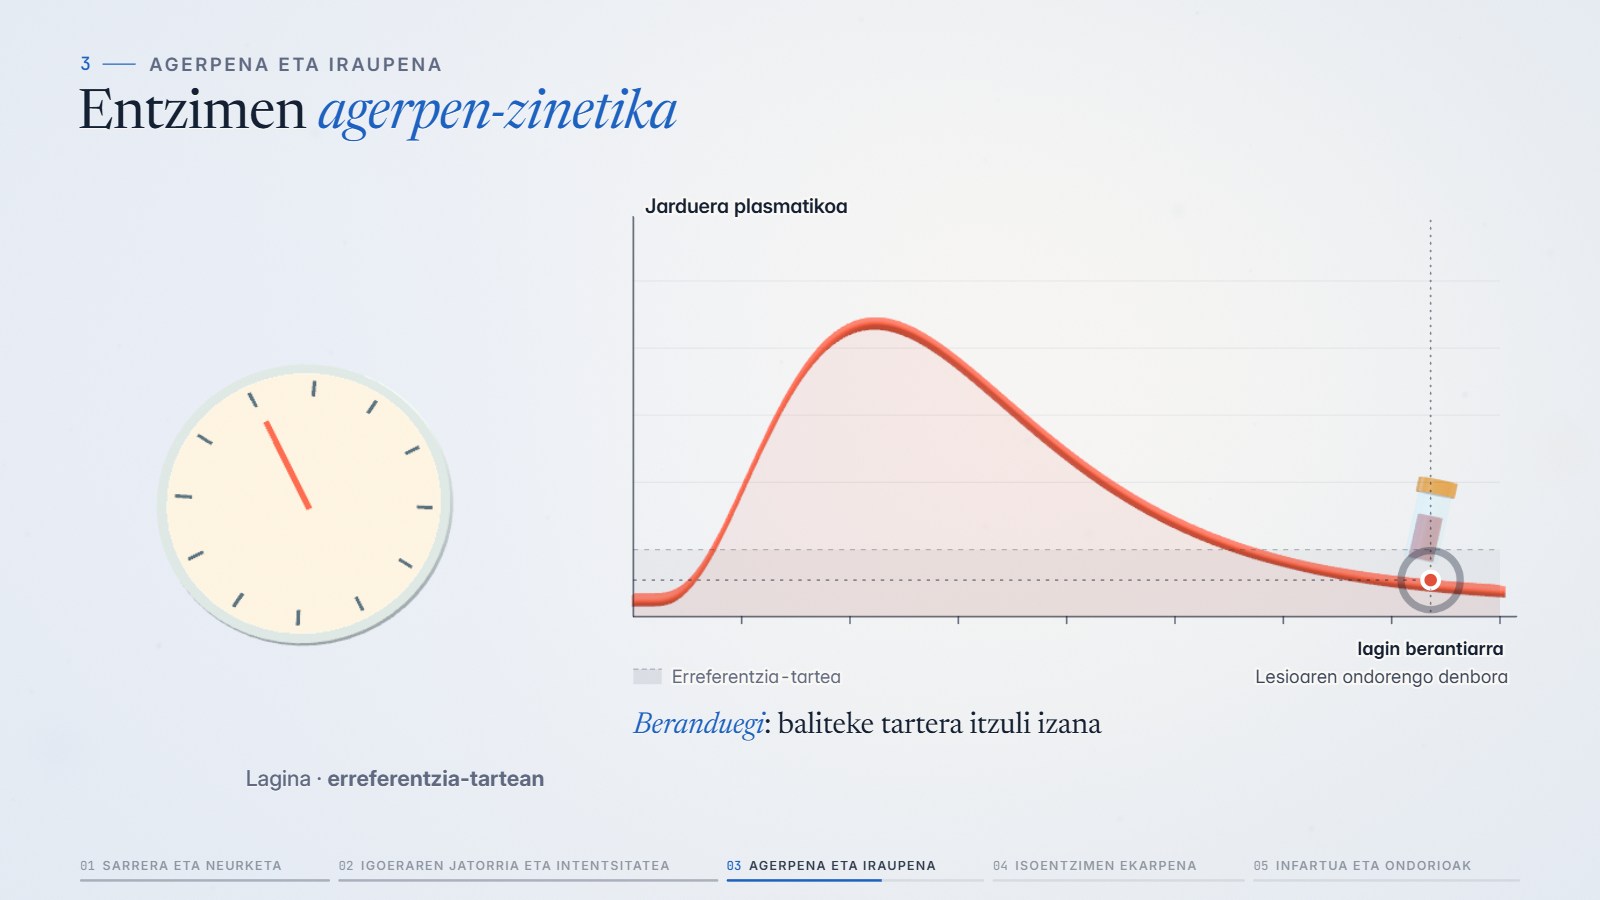 3 — AGERPENA ETA IRAUPENA
Entzimen agerpen-zinetika
Jarduera plasmatikoa
lagin berantiarra
Erreferentzia-tartea
Lesioaren ondorengo denbora
Beranduegi: baliteke tartera itzuli izana
Lagina · erreferentzia-tartean
01 SARRERA ETA NEURKETA
02 IGOERAREN JATORRIA ETA INTENTSITATEA
03 AGERPENA ETA IRAUPENA
04 ISOENTZIMEN EKARPENA
05 INFARTUA ETA ONDORIOAK